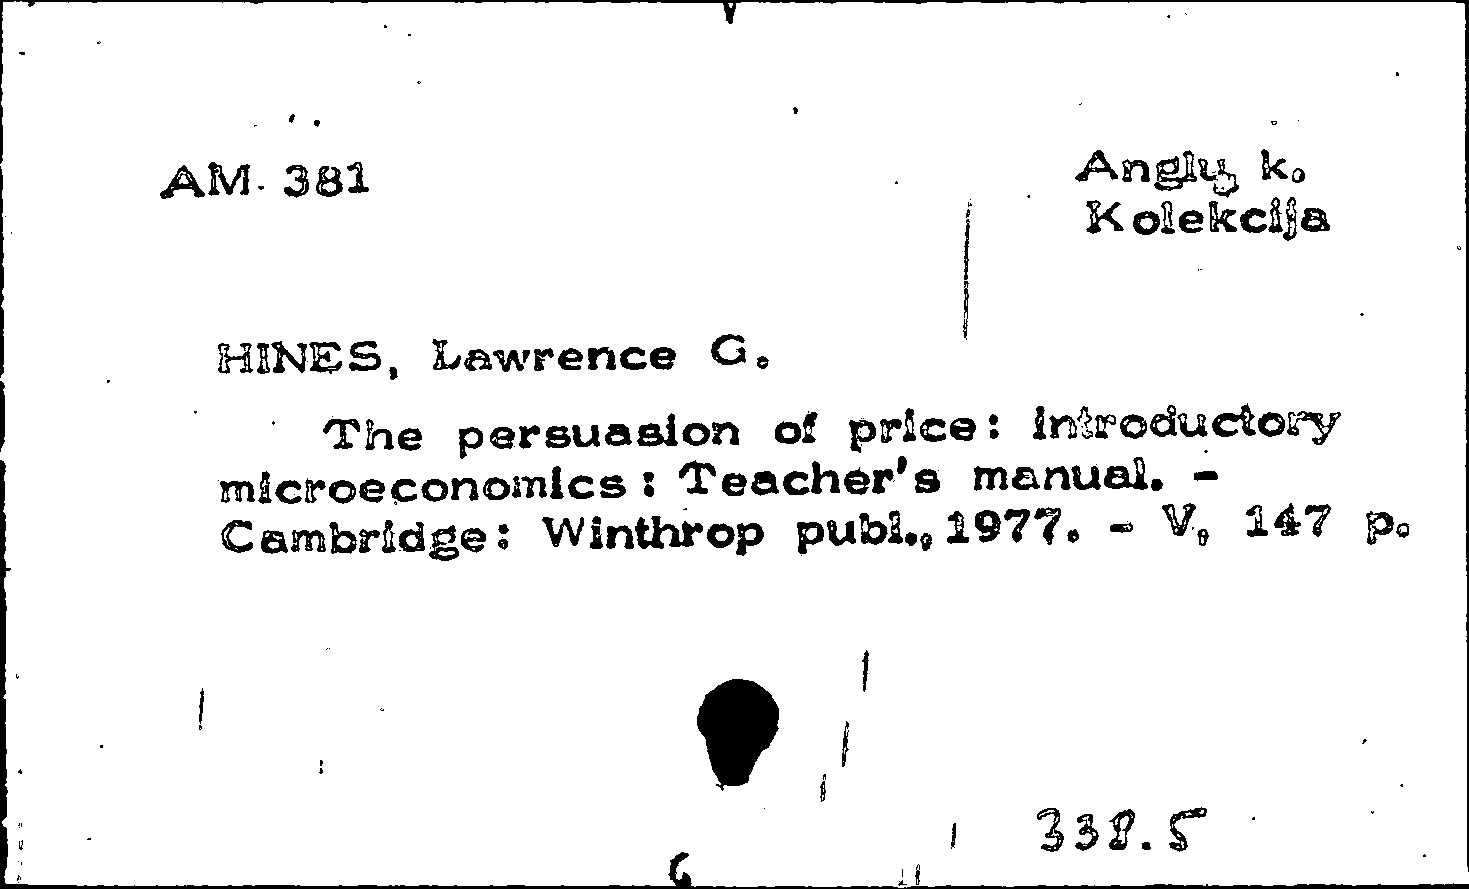 AM 381
Anglų k.
Kolekcija
HINES, Lawrence G.
The persuasion of price: introductory
microeconomics: Teacher's manual. -
Cambridge: Winthrop publ., 1977. - V, 147 p.
338.5